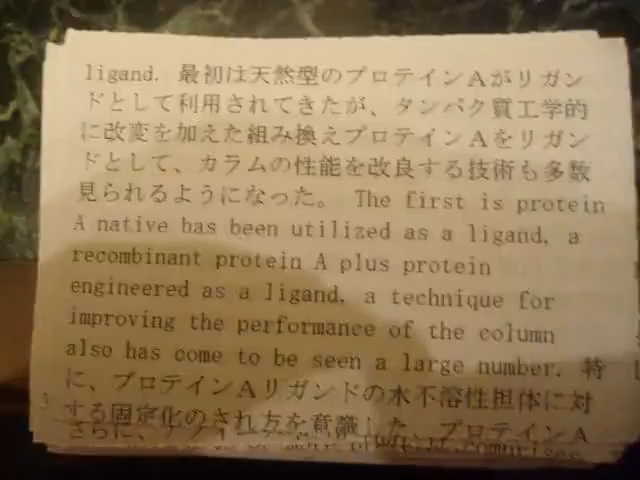 ligand. 最初は天然型のプロテインＡがリガン
ドとして利用されてきたが、タンパク質工学的
に改変を加えた組み換えプロテインＡをリガン
ドとして、カラムの性能を改良する技術も多数
見られるようになった。 The first is protein
A native has been utilized as a ligand, a
recombinant protein A plus protein
engineered as a ligand, a technique for
improving the performance of the column
also has come to be seen a large number. 特
に、プロテインＡリガンドの水不溶性担体に対
する固定化のされ方を意識した、プロテインＡ
さらに、